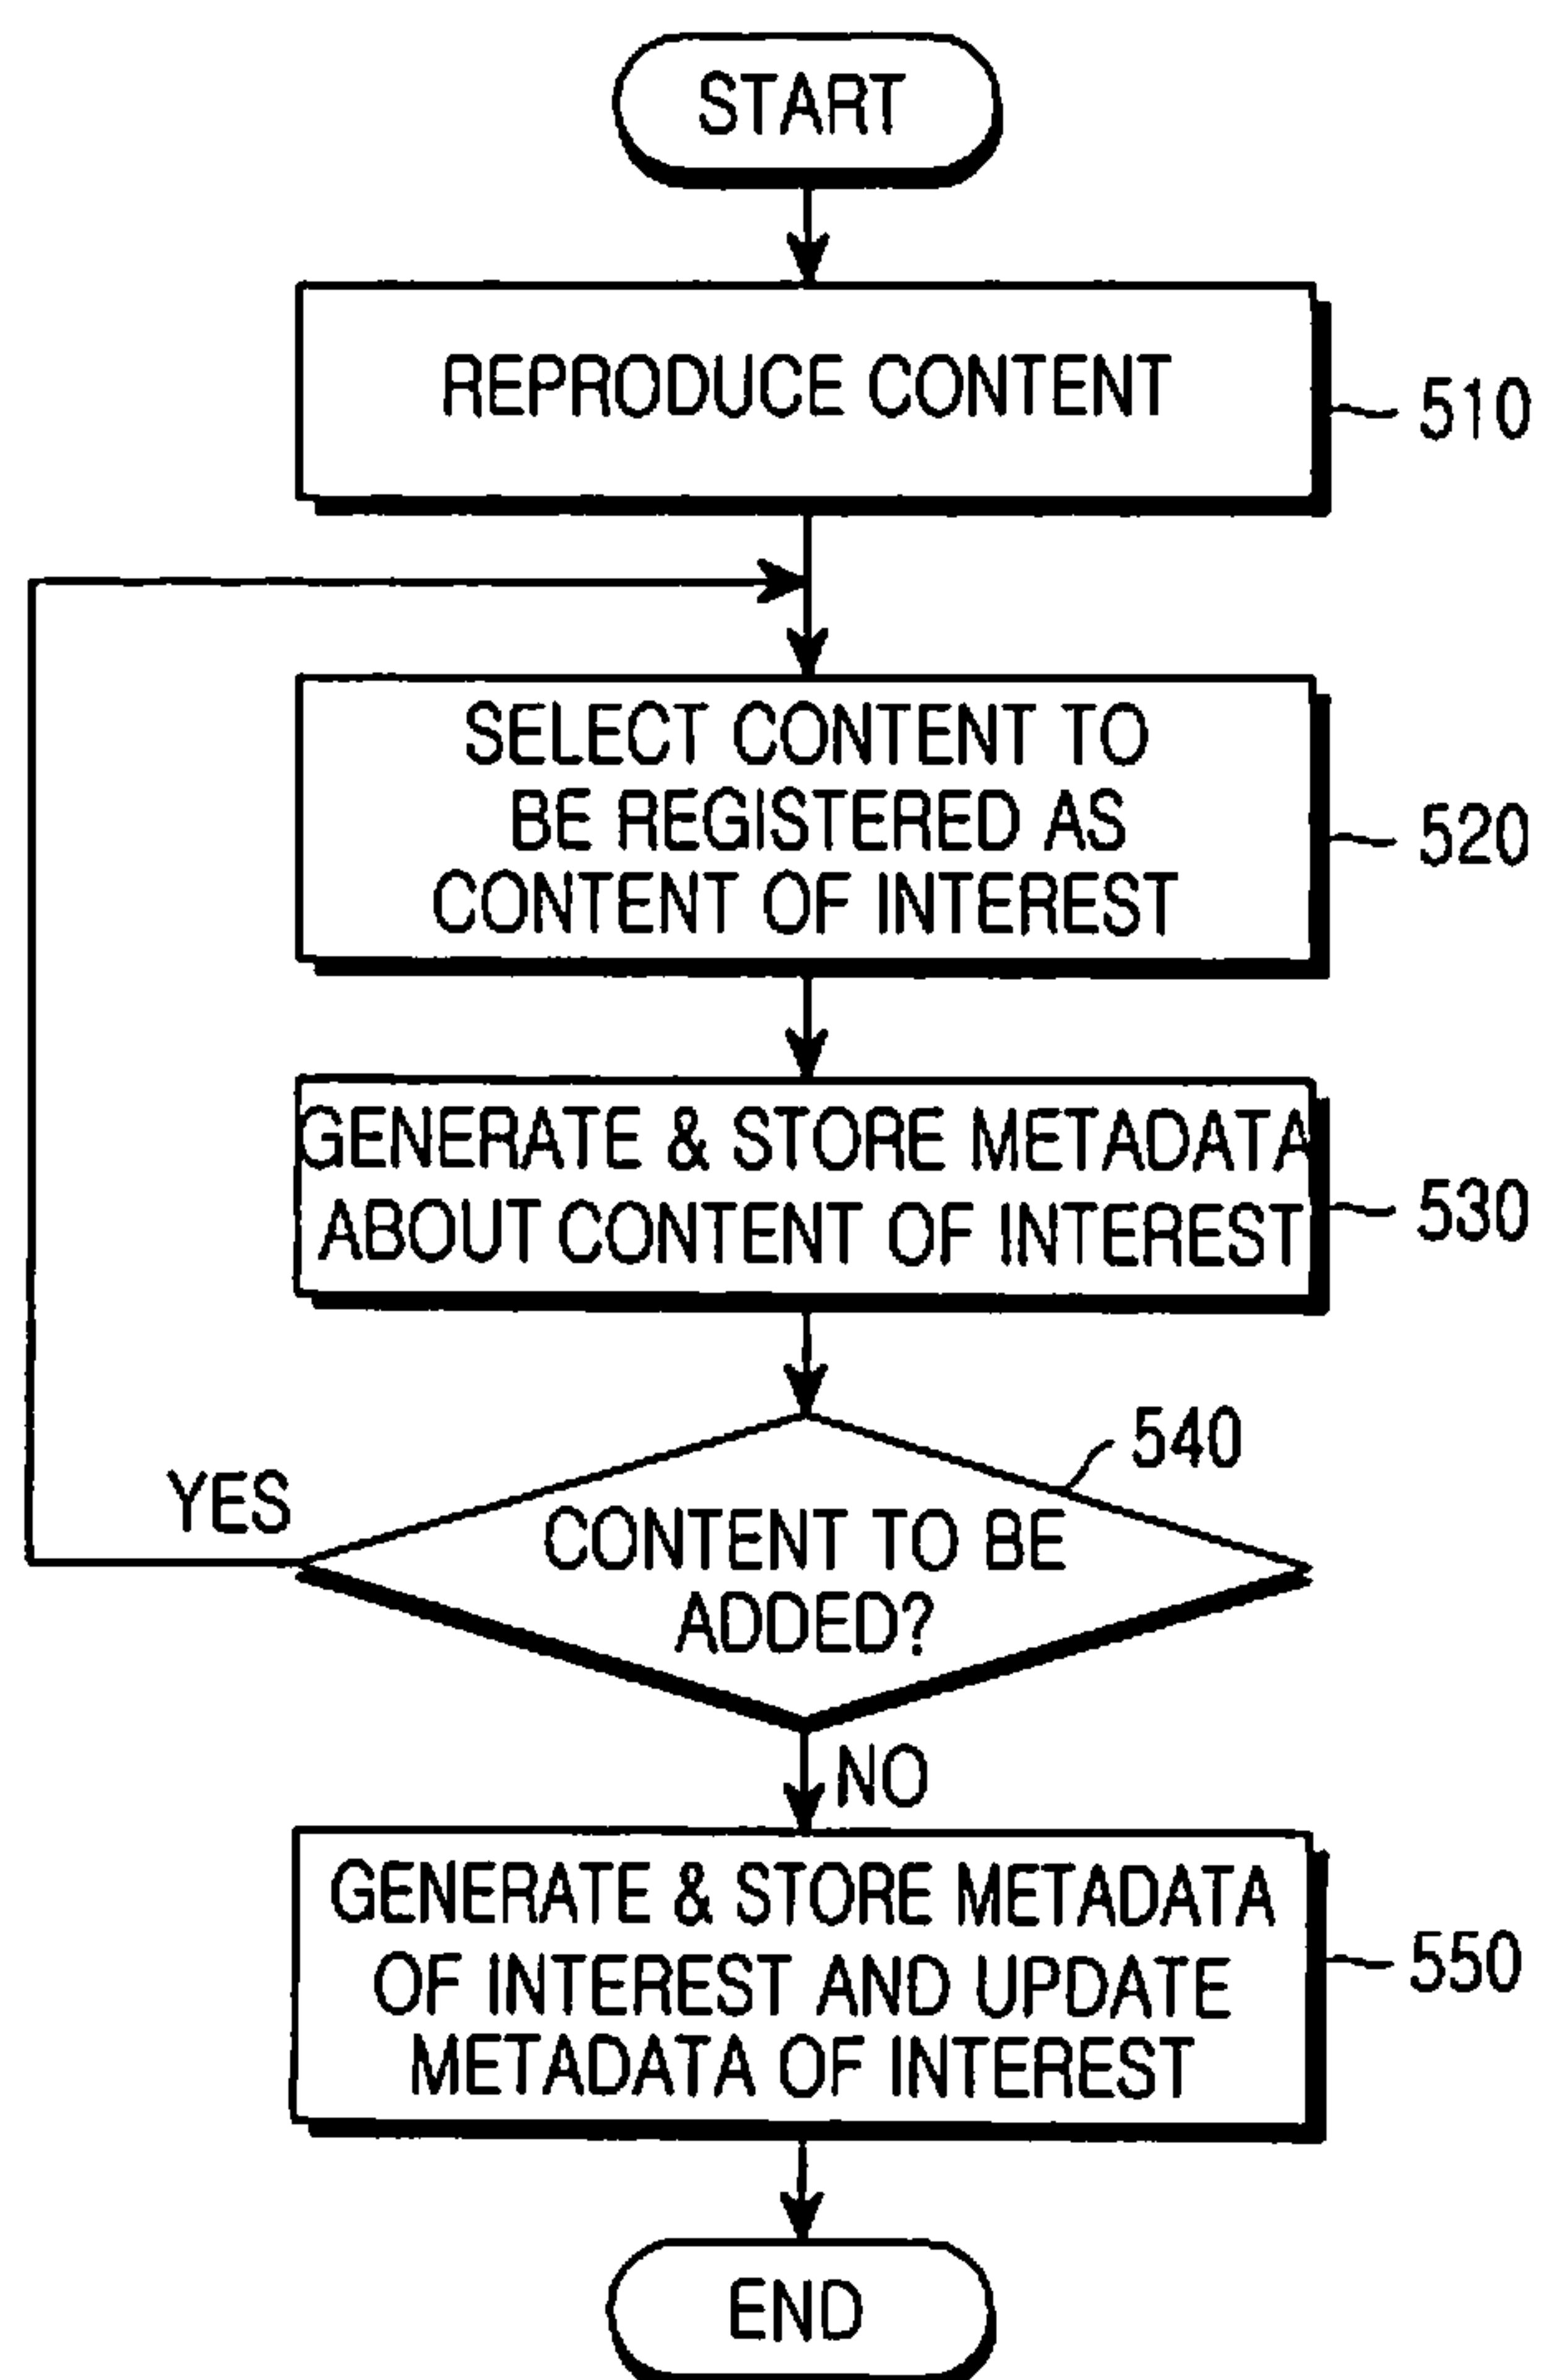 START
REPRODUCE CONTENT
510
SELECT CONTENT TO
BE REGISTERED AS
CONTENT OF INTEREST
520
GENERATE & STORE METADATA
ABOUT CONTENT OF INTEREST
530
540
YES
CONTENT TO BE
ADDED?
NO
GENERATE & STORE METADATA
OF INTEREST AND UPDATE
METADATA OF INTEREST
550
END